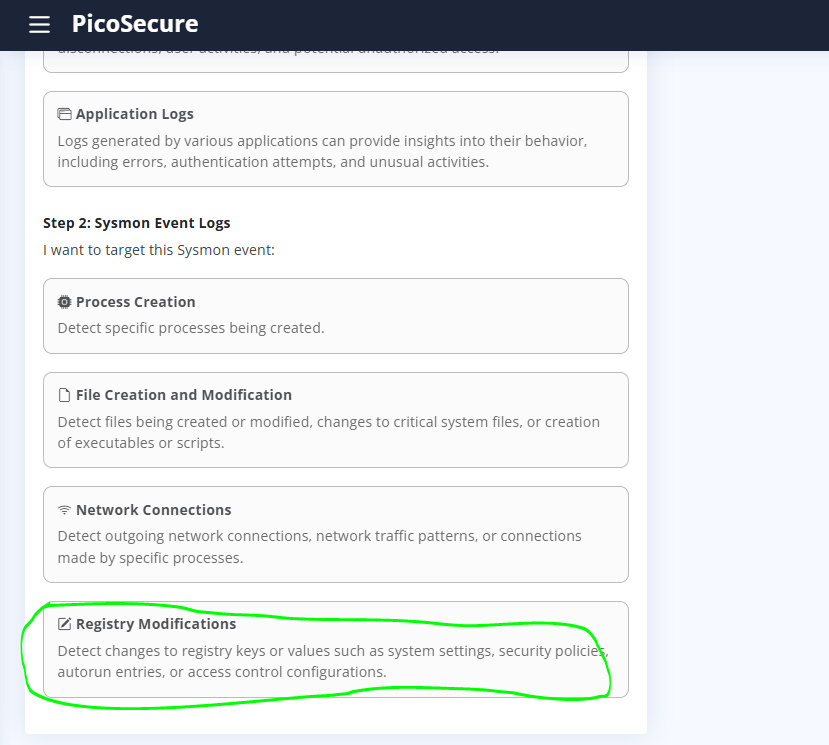 PicoSecure
disconnections, user activities, and potential unauthorized access.
Application Logs
Logs generated by various applications can provide insights into their behavior,
including errors, authentication attempts, and unusual activities.
Step 2: Sysmon Event Logs
I want to target this Sysmon event:
Process Creation
Detect specific processes being created.
File Creation and Modification
Detect files being created or modified, changes to critical system files, or creation
of executables or scripts.
Network Connections
Detect outgoing network connections, network traffic patterns, or connections
made by specific processes.
Registry Modifications
Detect changes to registry keys or values such as system settings, security policies,
autorun entries, or access control configurations.